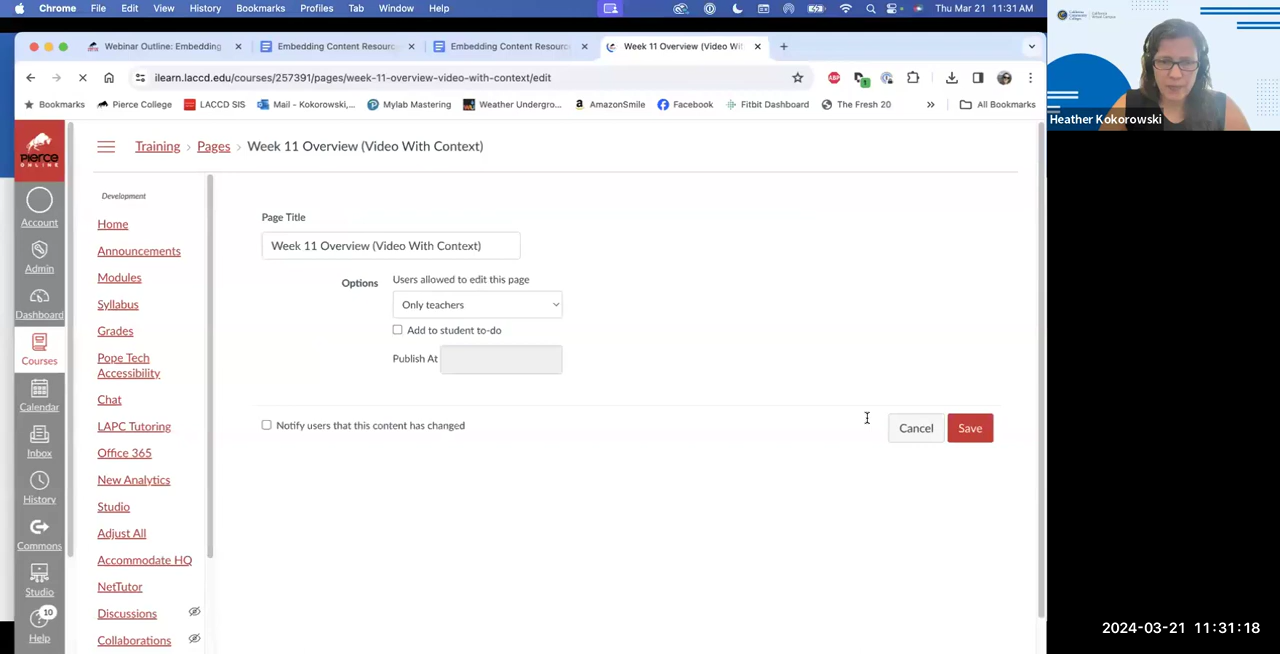 Chrome File Edit View History Bookmarks Profiles Tab Window Help Thu Mar 21 11:31 AM
Webinar Outline: Embedding
Embedding Content Resourc
Embedding Content Resourc
Week 11 Overview (Video Wi
ilearn.laccd.edu/courses/257391/pages/week-11-overview-video-with-context/edit
Bookmarks Pierce College LACCD SIS Mail - Kokorowski,... Mylab Mastering Weather Undergro... AmazonSmile Facebook Fitbit Dashboard The Fresh 20 » All Bookmarks
PIERCE
ONLINE
Account
Admin
Dashboard
Courses
Calendar
Inbox
History
Commons
Studio
10
Help
Training > Pages > Week 11 Overview (Video With Context)
Development
Home
Announcements
Modules
Syllabus
Grades
Pope Tech
Accessibility
Chat
LAPC Tutoring
Office 365
New Analytics
Studio
Adjust All
Accommodate HQ
NetTutor
Discussions
Collaborations
Page Title
Week 11 Overview (Video With Context)
Options
Users allowed to edit this page
Only teachers
Add to student to-do
Publish At
Notify users that this content has changed
Cancel
Save
Heather Kokorowski
2024-03-21 11:31:18